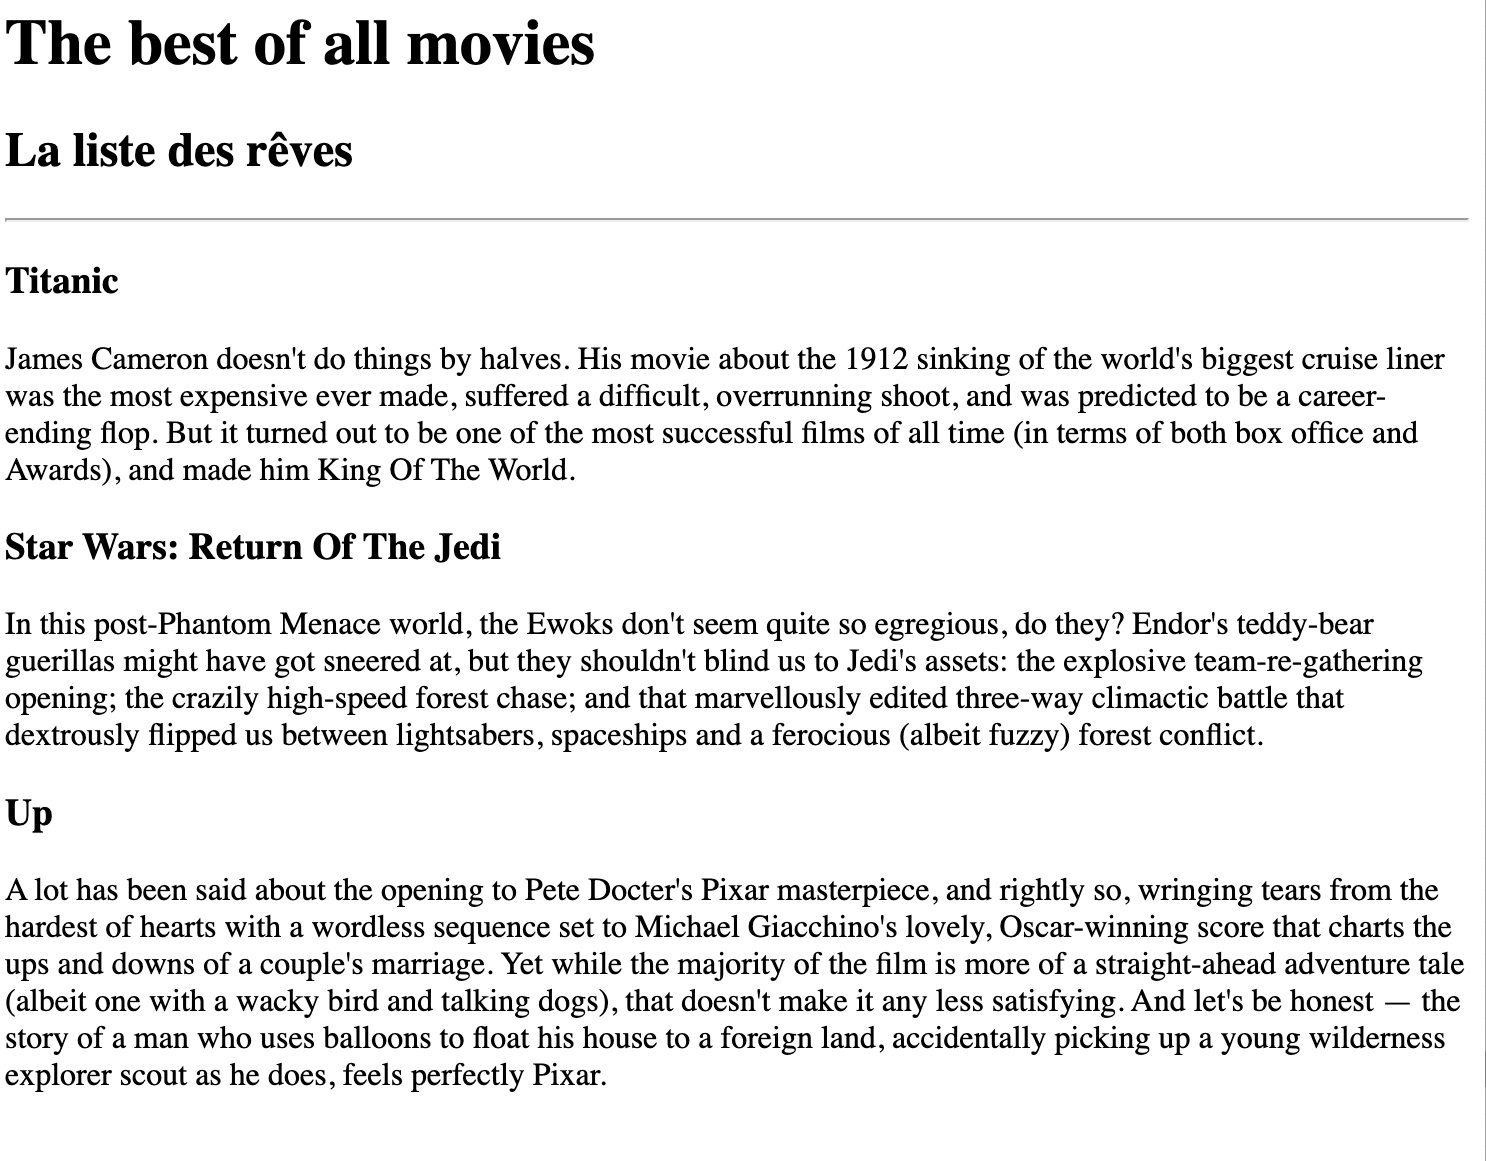 The best of all movies
La liste des rêves
Titanic
James Cameron doesn't do things by halves. His movie about the 1912 sinking of the world's biggest cruise liner
was the most expensive ever made, suffered a difficult, overrunning shoot, and was predicted to be a career-
ending flop. But it turned out to be one of the most successful films of all time (in terms of both box office and
Awards), and made him King Of The World.
Star Wars: Return Of The Jedi
In this post-Phantom Menace world, the Ewoks don't seem quite so egregious, do they? Endor's teddy-bear
guerillas might have got sneered at, but they shouldn't blind us to Jedi's assets: the explosive team-re-gathering
opening; the crazily high-speed forest chase; and that marvellously edited three-way climactic battle that
dextrously flipped us between lightsabers, spaceships and a ferocious (albeit fuzzy) forest conflict.
Up
A lot has been said about the opening to Pete Docter's Pixar masterpiece, and rightly so, wringing tears from the
hardest of hearts with a wordless sequence set to Michael Giacchino's lovely, Oscar-winning score that charts the
ups and downs of a couple's marriage. Yet while the majority of the film is more of a straight-ahead adventure tale
(albeit one with a wacky bird and talking dogs), that doesn't make it any less satisfying. And let's be honest — the
story of a man who uses balloons to float his house to a foreign land, accidentally picking up a young wilderness
explorer scout as he does, feels perfectly Pixar.